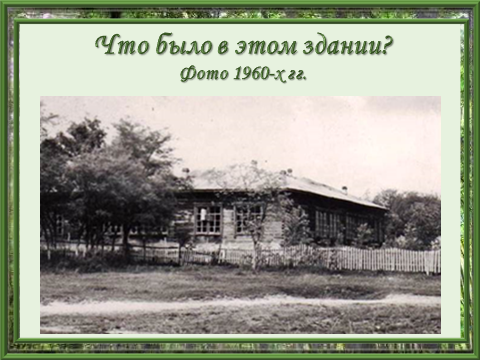 Что было в этом здании?
Фото 1960-х гг.